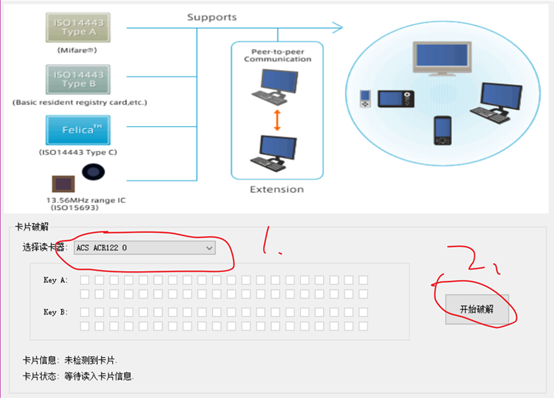 ISO14443
Type A
(Mifare®)
ISO14443
Type B
(Basic resident registry card,etc.)
Felica™
(ISO14443 Type C)
13.56MHz range IC
(ISO15693)
Supports
Peer-to-peer
Communication
Extension
卡片破解
选择读卡器:
ACS ACR122 0
1.
2,
Key A:
Key B:
开始破解
卡片信息: 未检测到卡片.
卡片状态: 等待读入卡片信息.